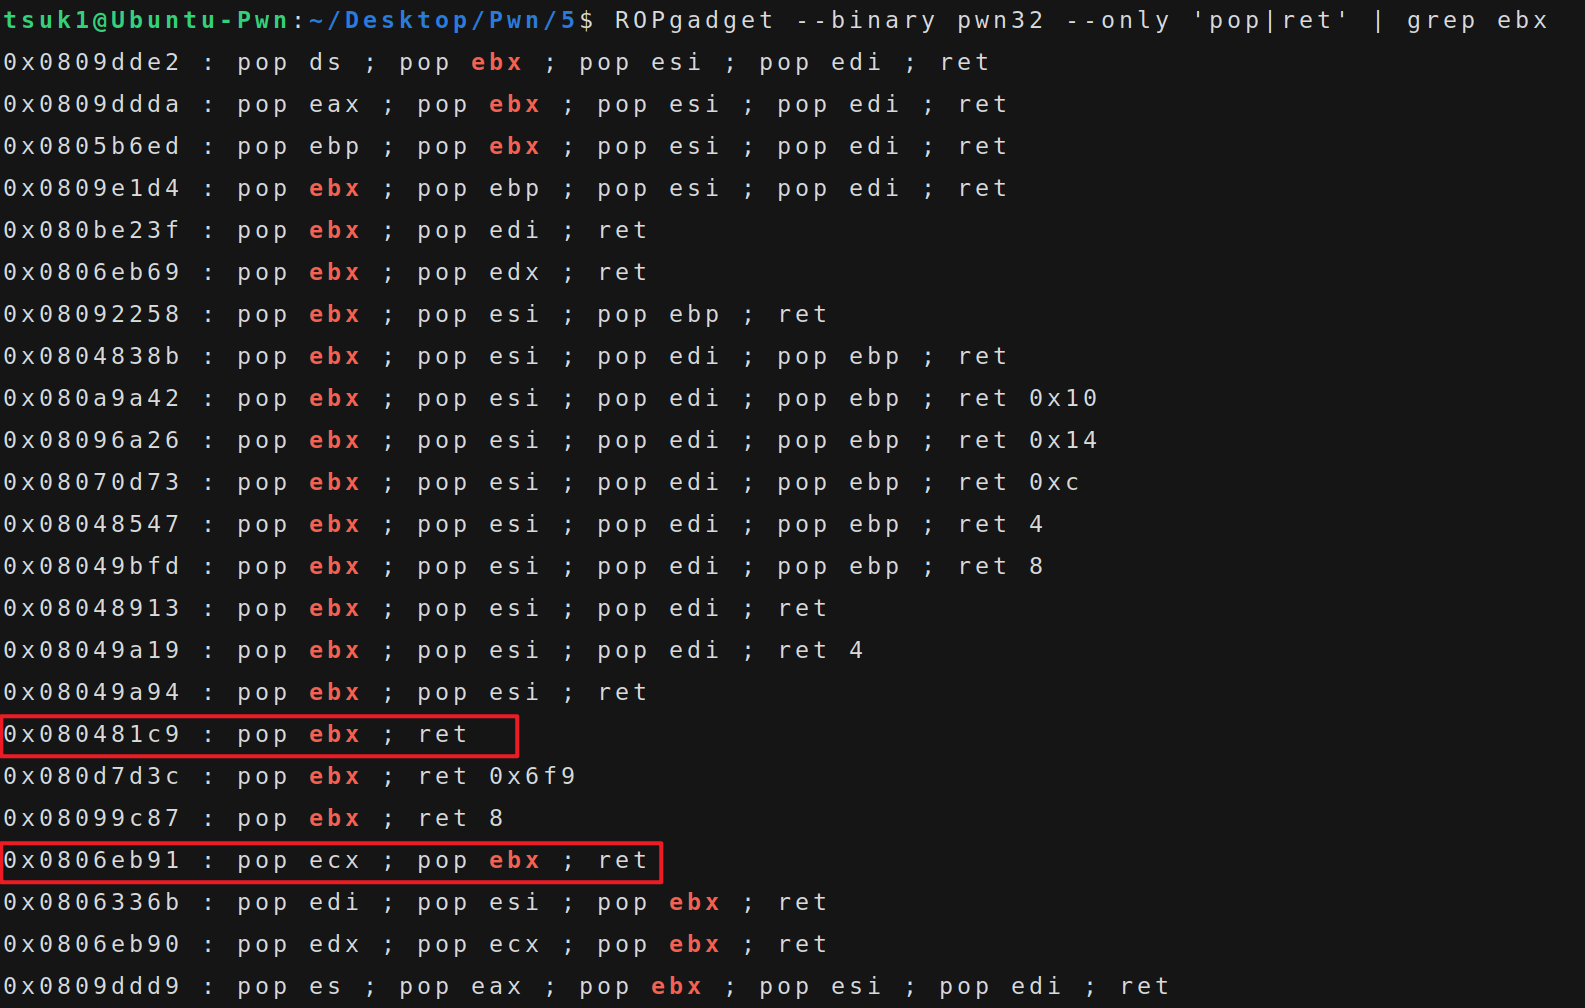 tsuk1@Ubuntu-Pwn:~/Desktop/Pwn/5$ ROPgadget --binary pwn32 --only 'pop|ret' | grep ebx
0x0809dde2 : pop ds ; pop ebx ; pop esi ; pop edi ; ret
0x0809ddda : pop eax ; pop ebx ; pop esi ; pop edi ; ret
0x0805b6ed : pop ebp ; pop ebx ; pop esi ; pop edi ; ret
0x0809e1d4 : pop ebx ; pop ebp ; pop esi ; pop edi ; ret
0x080be23f : pop ebx ; pop edi ; ret
0x0806eb69 : pop ebx ; pop edx ; ret
0x08092258 : pop ebx ; pop esi ; pop ebp ; ret
0x0804838b : pop ebx ; pop esi ; pop edi ; pop ebp ; ret
0x080a9a42 : pop ebx ; pop esi ; pop edi ; pop ebp ; ret 0x10
0x08096a26 : pop ebx ; pop esi ; pop edi ; pop ebp ; ret 0x14
0x08070d73 : pop ebx ; pop esi ; pop edi ; pop ebp ; ret 0xc
0x08048547 : pop ebx ; pop esi ; pop edi ; pop ebp ; ret 4
0x08049bfd : pop ebx ; pop esi ; pop edi ; pop ebp ; ret 8
0x08048913 : pop ebx ; pop esi ; pop edi ; ret
0x08049a19 : pop ebx ; pop esi ; pop edi ; ret 4
0x08049a94 : pop ebx ; pop esi ; ret
0x080481c9 : pop ebx ; ret
0x080d7d3c : pop ebx ; ret 0x6f9
0x08099c87 : pop ebx ; ret 8
0x0806eb91 : pop ecx ; pop ebx ; ret
0x0806336b : pop edi ; pop esi ; pop ebx ; ret
0x0806eb90 : pop edx ; pop ecx ; pop ebx ; ret
0x0809ddd9 : pop es ; pop eax ; pop ebx ; pop esi ; pop edi ; ret